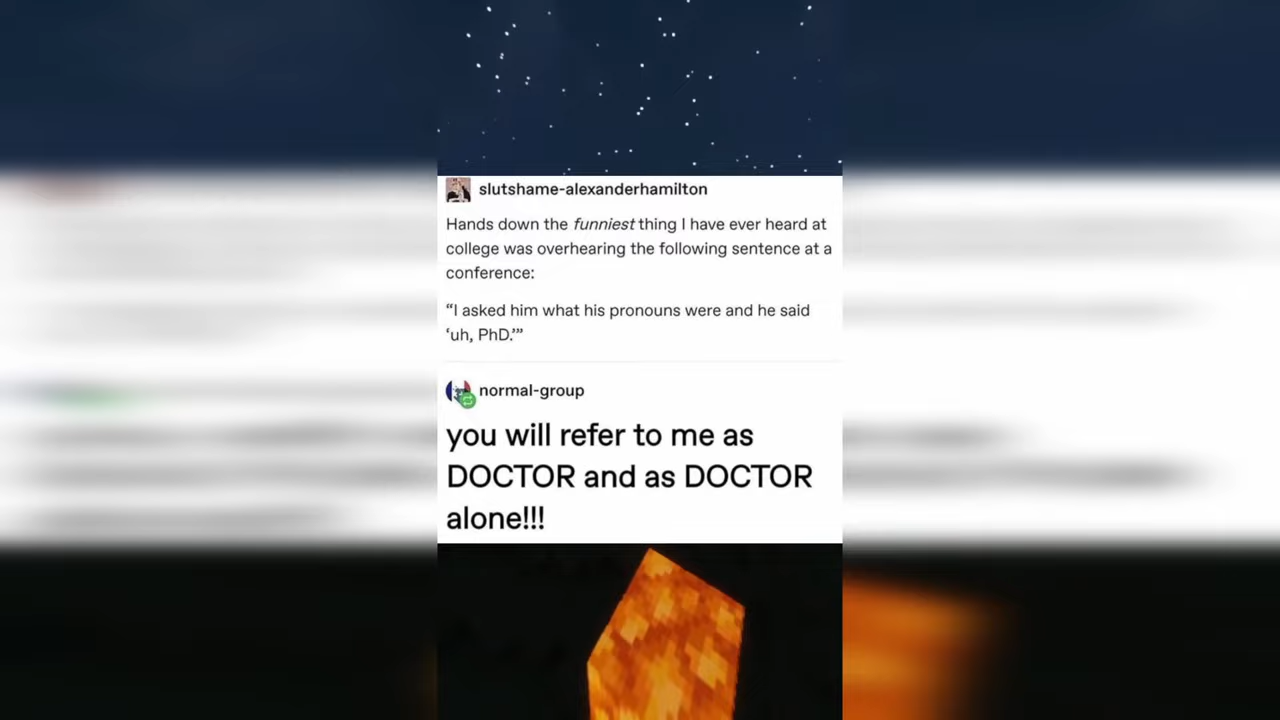 slutshame-alexanderhamilton
Hands down the funniest thing I have ever heard at
college was overhearing the following sentence at a
conference:
“I asked him what his pronouns were and he said
‘uh, PhD.’”
normal-group
you will refer to me as
DOCTOR and as DOCTOR
alone!!!